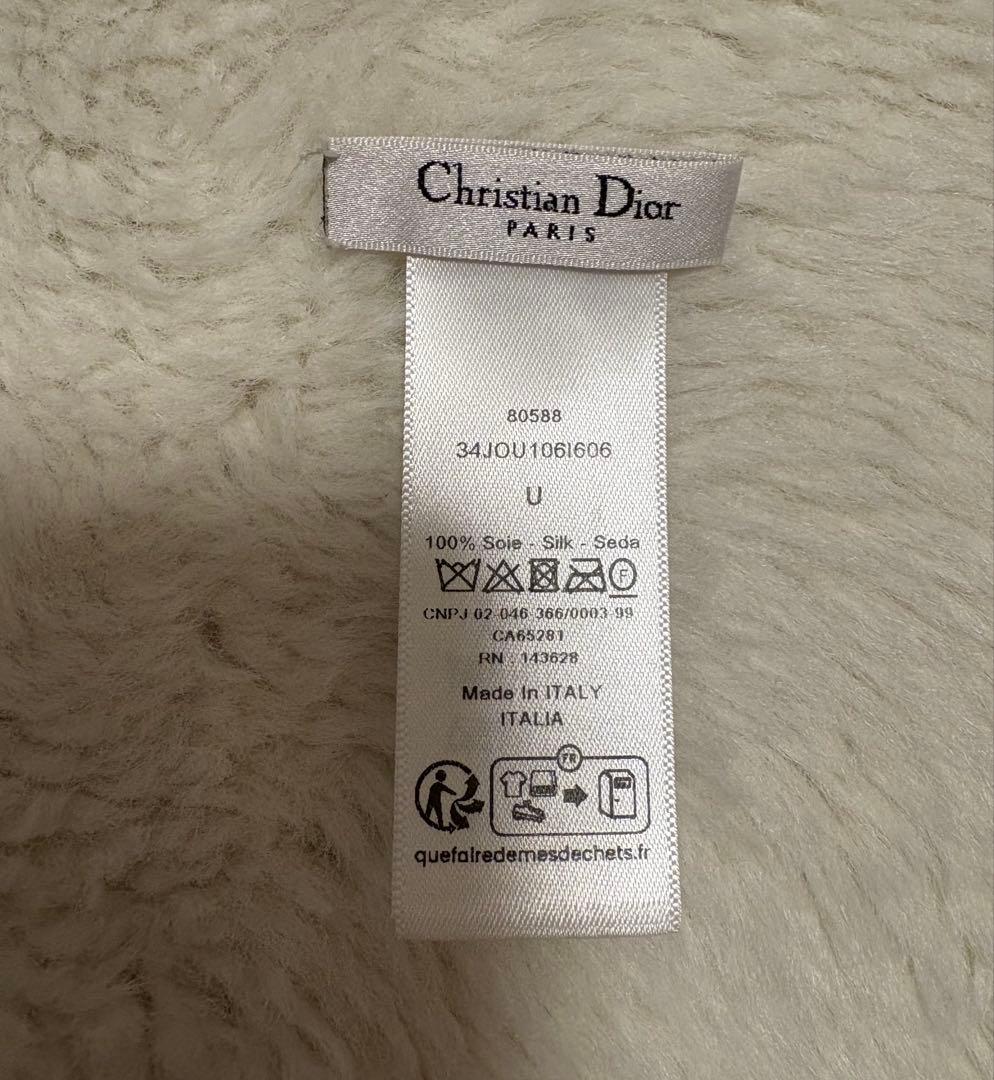 Christian Dior
PARIS
80588
34JOU106I606
U
100% Soie - Silk - Seda
F
CNPJ 02-046-366/0003-99
CA65281
RN : 143628
Made In ITALY
ITALIA
FR
quefairedemesdechets.fr